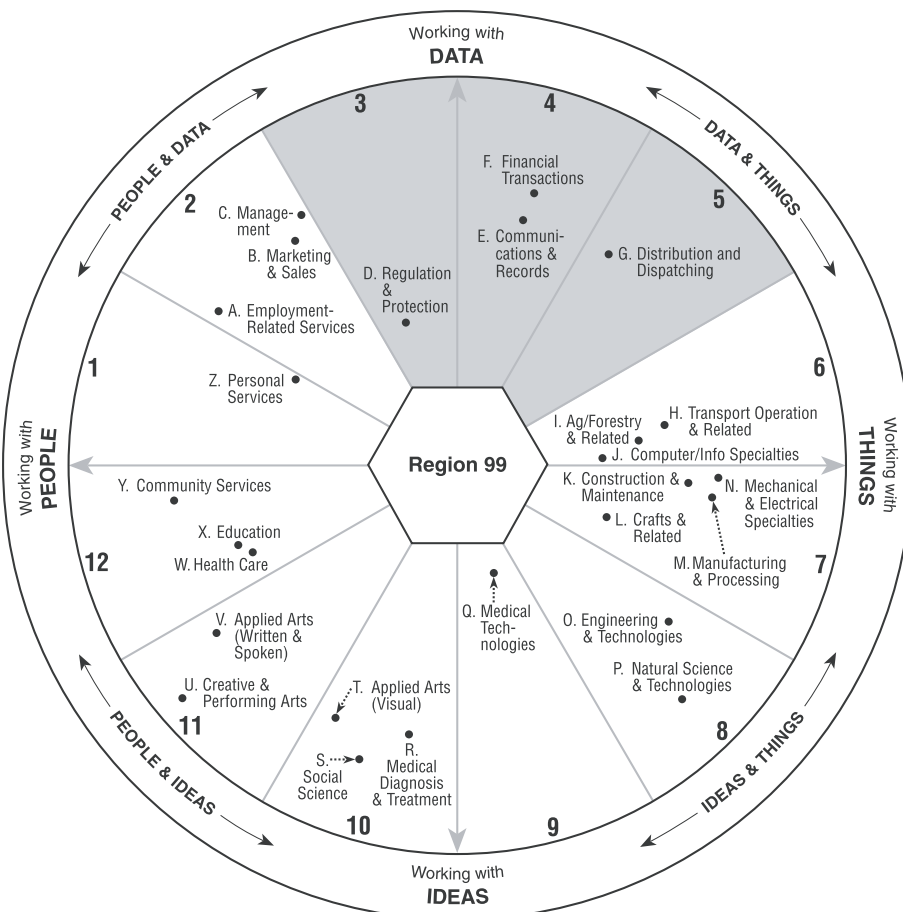 Working with
DATA
3
4
PEOPLE & DATA
DATA & THINGS
2
5
F. Financial
Transactions
C. Manage-
ment
B. Marketing
& Sales
E. Communi-
cations &
Records
G. Distribution and
Dispatching
D. Regulation
&
Protection
A. Employment-
Related Services
1
6
Z. Personal
Services
H. Transport Operation
& Related
I. Ag/Forestry
& Related
J. Computer/Info Specialties
Working with
PEOPLE
Region 99
Working with
THINGS
Y. Community Services
K. Construction &
Maintenance
N. Mechanical
& Electrical
Specialties
L. Crafts &
Related
X. Education
W. Health Care
12
7
M. Manufacturing
& Processing
Q. Medical
Tech-
nologies
V. Applied Arts
(Written &
Spoken)
O. Engineering
& Technologies
P. Natural Science
& Technologies
U. Creative &
Performing Arts
T. Applied Arts
(Visual)
11
8
R.
Medical
Diagnosis
& Treatment
S.
Social
Science
PEOPLE & IDEAS
IDEAS & THINGS
10
9
Working with
IDEAS